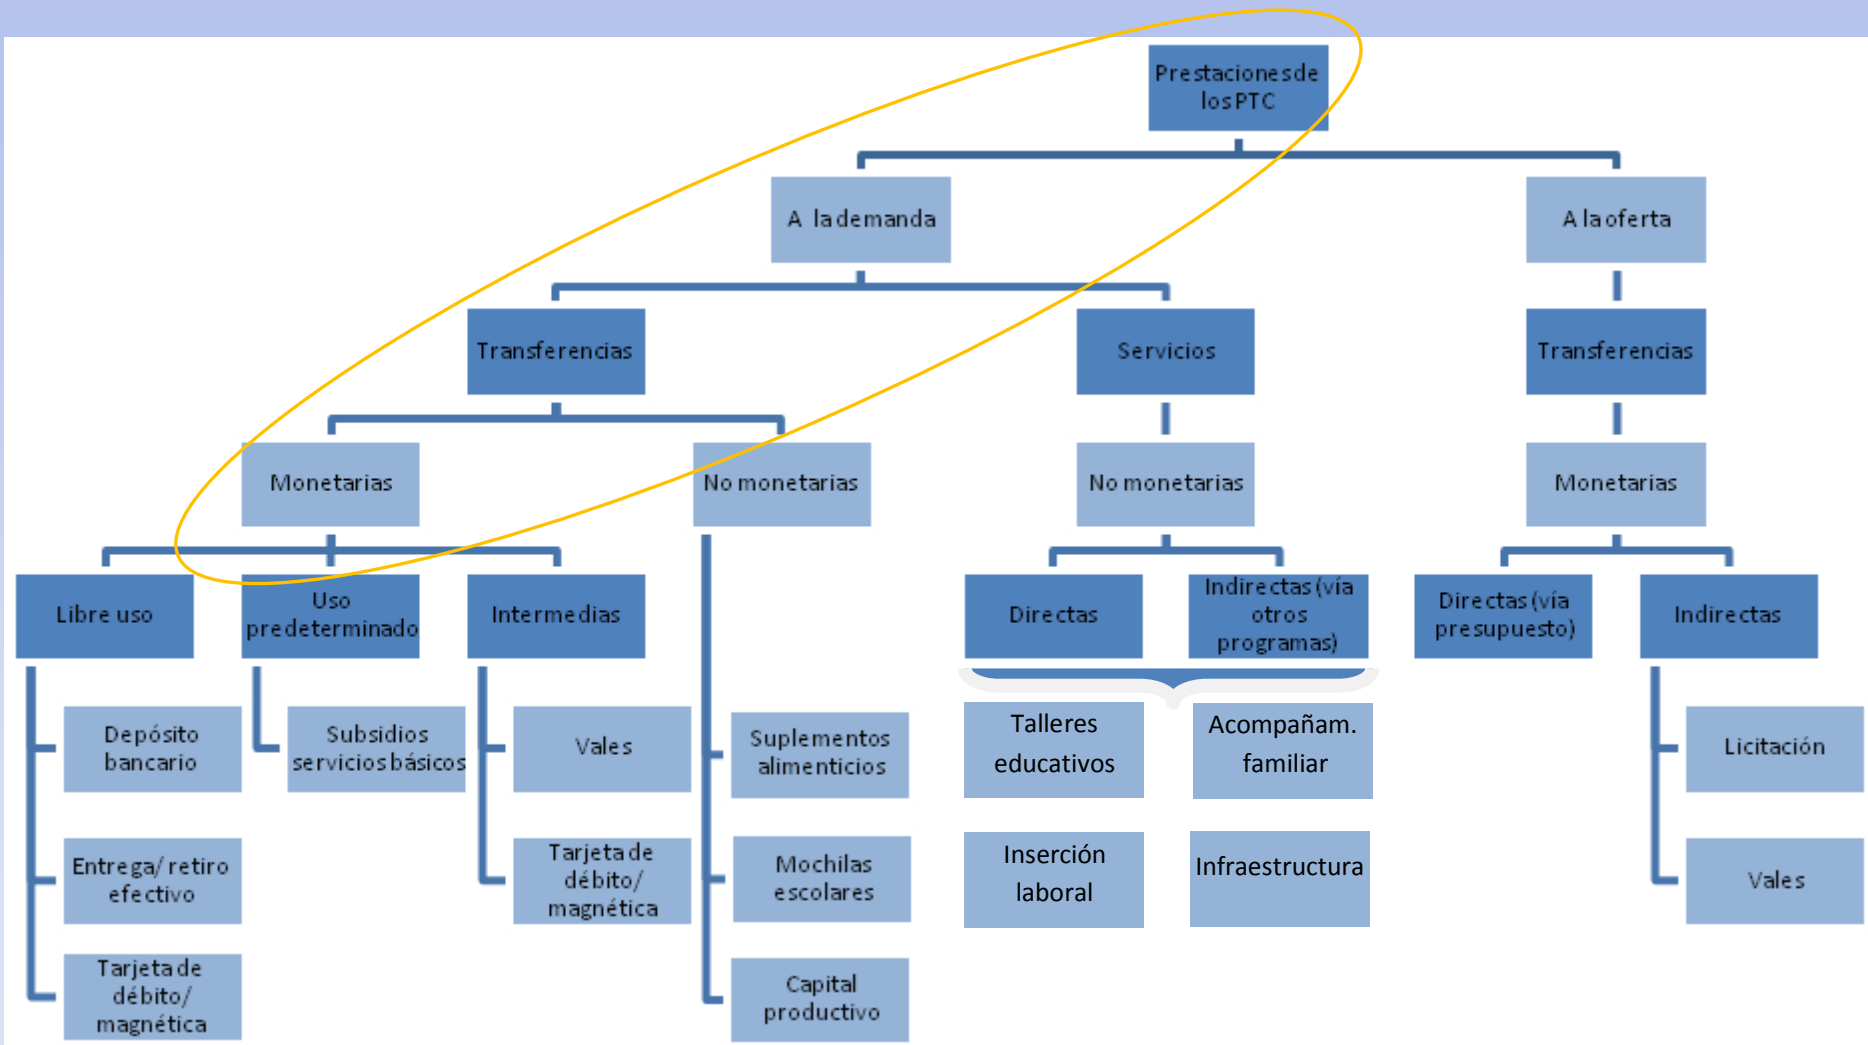 Prestaciones de
los PTC
A la demanda
A la oferta
Transferencias
Servicios
Transferencias
Monetarias
No monetarias
No monetarias
Monetarias
Libre uso
Uso
predeterminado
Intermedias
Directas
Indirectas (vía
otros
programas)
Directas (vía
presupuesto)
Indirectas
Depósito
bancario
Subsidios
servicios básicos
Vales
Suplementos
alimenticios
Talleres
educativos
Acompañam.
familiar
Licitación
Entrega/ retiro
efectivo
Tarjeta de
débito/
magnética
Mochilas
escolares
Inserción
laboral
Infraestructura
Vales
Tarjeta de
débito/
magnética
Capital
productivo